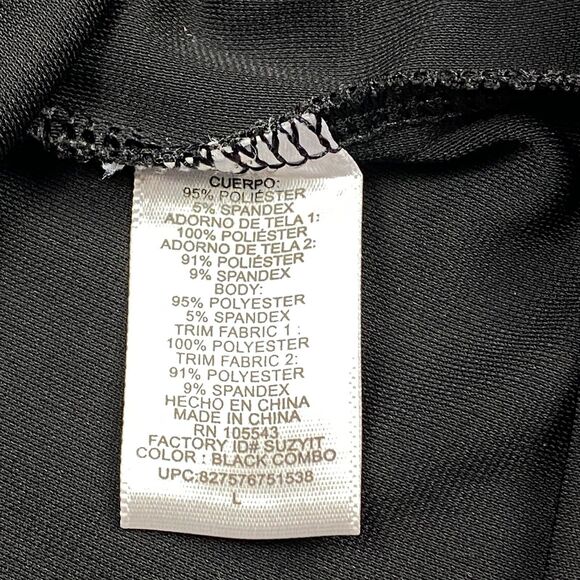 CUERPO:
95% POLIÉSTER
5% SPANDEX
ADORNO DE TELA 1:
100% POLIÉSTER
ADORNO DE TELA 2:
91% POLIÉSTER
9% SPANDEX
BODY:
95% POLYESTER
5% SPANDEX
TRIM FABRIC 1 :
100% POLYESTER
TRIM FABRIC 2:
91% POLYESTER
9% SPANDEX
HECHO EN CHINA
MADE IN CHINA
RN 105543
FACTORY ID# SUZYIT
COLOR : BLACK COMBO
UPC:827576751538
L